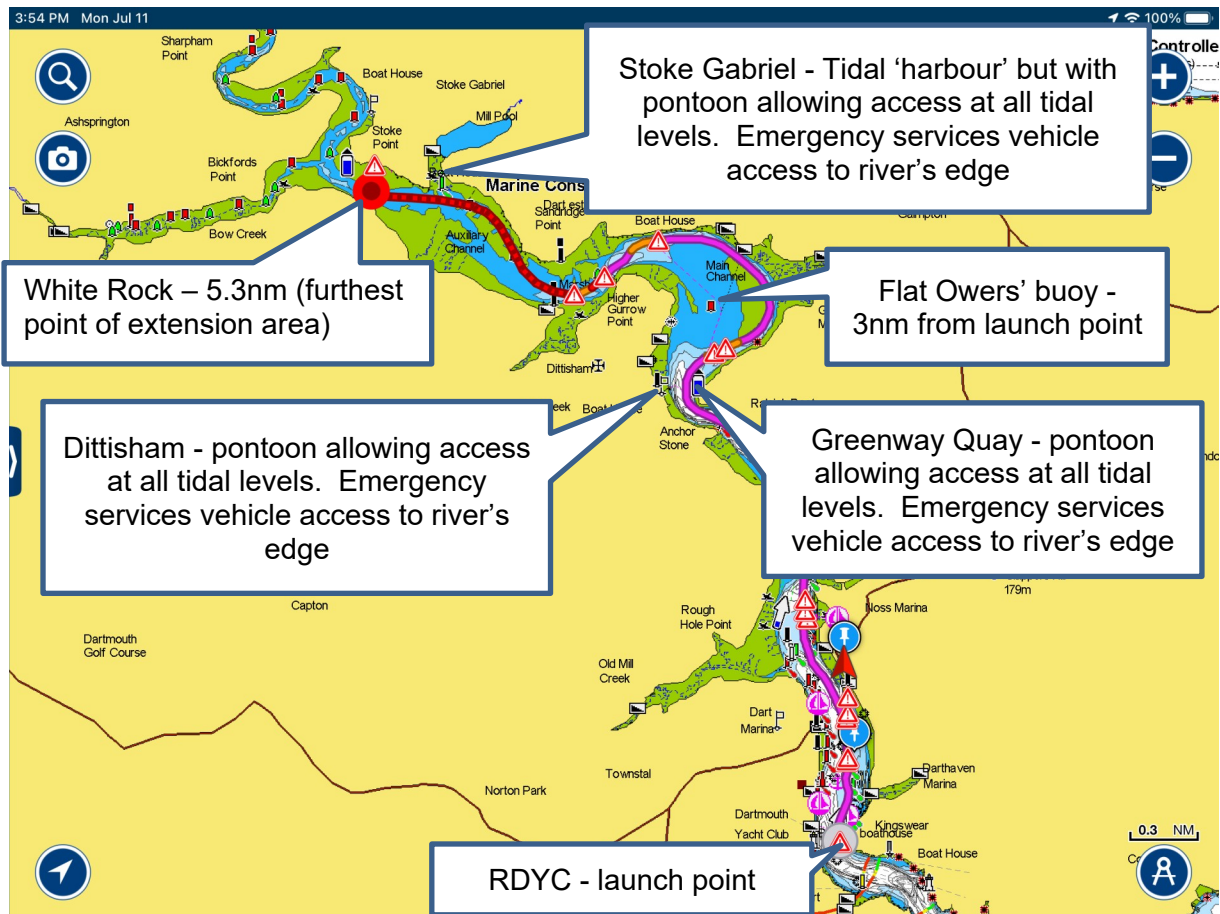 3:54 PM Mon Jul 11
100%
Sharpham
Point
Boat House
Stoke Gabriel
Mill Pool
Ashsprington
Stoke
Point
Bickfords
Point
Bow Creek
Stoke Gabriel - Tidal ‘harbour’ but with
pontoon allowing access at all tidal
levels. Emergency services vehicle
access to river’s edge
Controlle
Marine Cons
Dart est
Sandridge
Point
Boat House
Auxiliary
Channel
Main
Channel
Higher
Gurrow
Point
White Rock – 5.3nm (furthest
point of extension area)
Flat Owers’ buoy -
3nm from launch point
Dittisham
Anchor
Stone
Dittisham - pontoon allowing access
at all tidal levels. Emergency
services vehicle access to river’s
edge
Greenway Quay - pontoon
allowing access at all tidal
levels. Emergency services
vehicle access to river’s edge
179m
Capton
Rough
Hole Point
Noss Marina
Dartmouth
Golf Course
Old Mill
Creek
Dart
Marina
Townstal
Darthaven
Marina
Norton Park
Dartmouth
Yacht Club
Kingswear
boathouse
Boat House
0.3 NM
RDYC - launch point